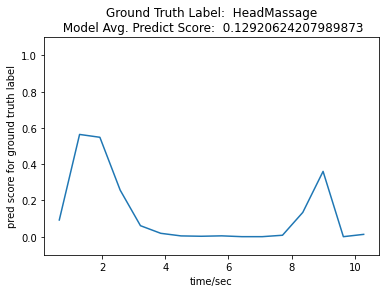 Ground Truth Label:  HeadMassage
Model Avg. Predict Score:  0.12920624207989873
1.0
0.8
0.6
0.4
0.2
0.0
pred score for ground truth label
2
4
6
8
10
time/sec